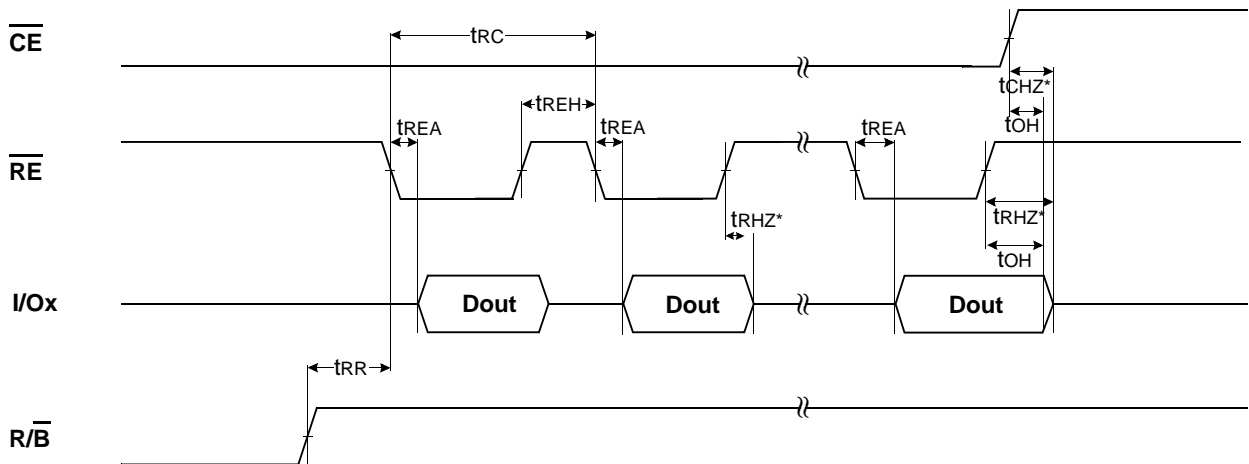 CE
tRC
tCHZ*
tREH
tOH
tREA
tREA
tREA
RE
tRHZ*
tRHZ*
tOH
I/Ox
Dout
Dout
Dout
tRR
R/B